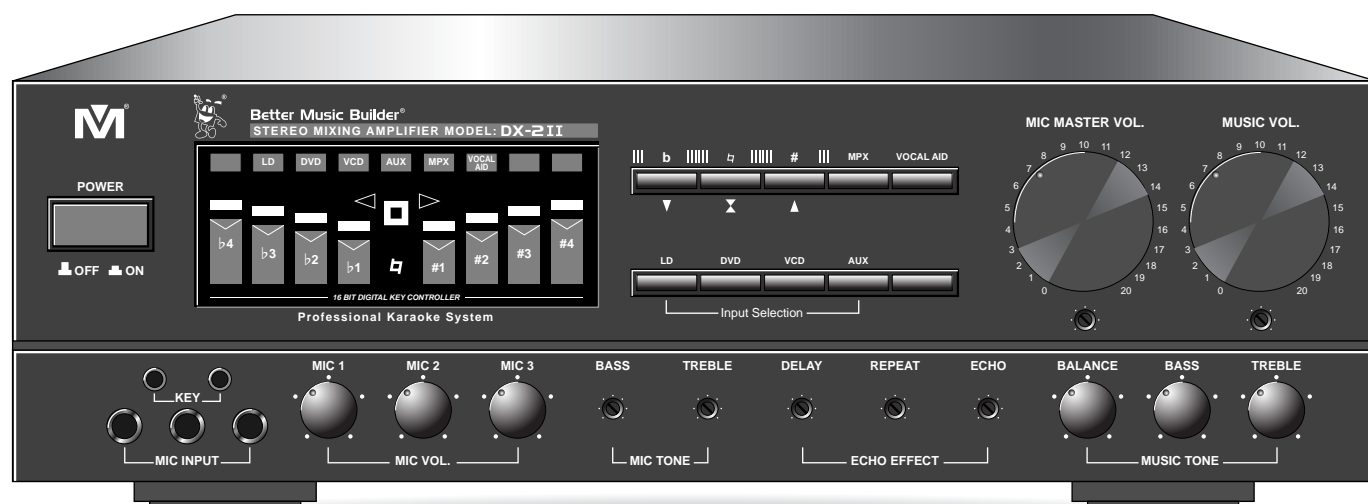 M®
®
Better Music Builder®
STEREO MIXING AMPLIFIER MODEL: DX-2II
LD DVD VCD AUX MPX VOCAL AID
♭4 ♭3 ♭2 ♭1 ♮ #1 #2 #3 #4
16 BIT DIGITAL KEY CONTROLLER
Professional Karaoke System
POWER
OFF ON
b ♮ # MPX VOCAL AID
LD DVD VCD AUX
Input Selection
MIC MASTER VOL.
0 1 2 3 4 5 6 7 8 9 10 11 12 13 14 15 16 17 18 19 20
MUSIC VOL.
0 1 2 3 4 5 6 7 8 9 10 11 12 13 14 15 16 17 18 19 20
KEY
MIC INPUT
MIC 1 MIC 2 MIC 3
MIC VOL.
BASS TREBLE
MIC TONE
DELAY REPEAT ECHO
ECHO EFFECT
BALANCE BASS TREBLE
MUSIC TONE